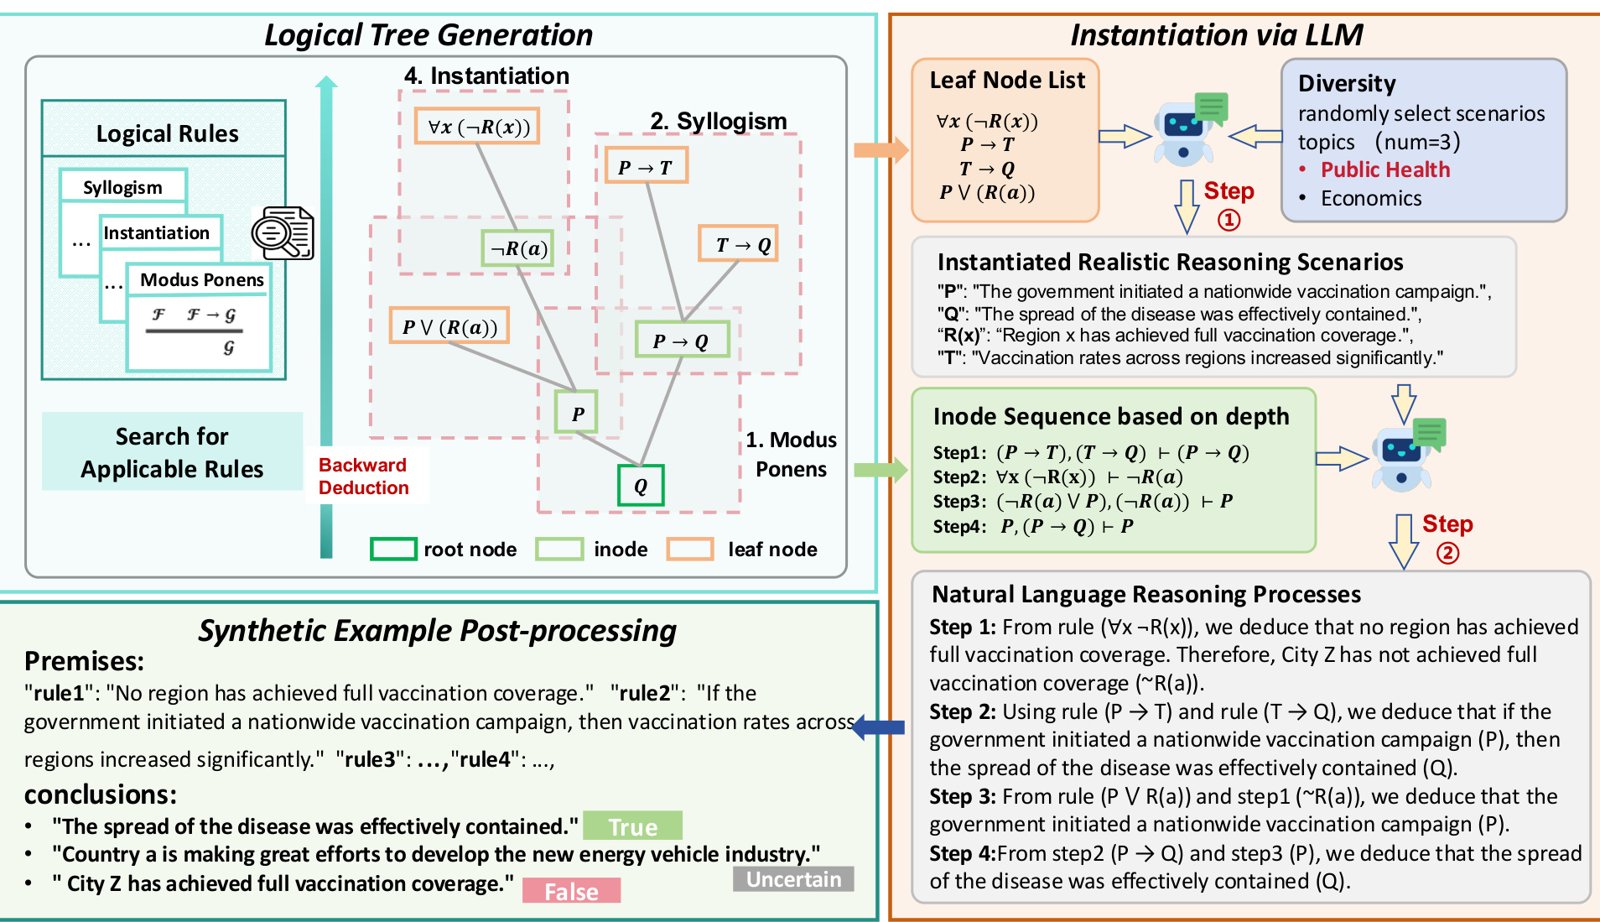 Logical Tree Generation
Logical Rules
Syllogism
...
Instantiation
...
Modus Ponens
ℱ ℱ → 𝒢
𝒢
Search for
Applicable Rules
Backward
Deduction
4. Instantiation
∀x (¬R(x))
2. Syllogism
P → T
T → Q
¬R(a)
P ∨ (R(a))
P → Q
P
1. Modus
Ponens
Q
root node
inode
leaf node
Instantiation via LLM
Leaf Node List
∀x (¬R(x))
P → T
T → Q
P ∨ (R(a))
Diversity
randomly select scenarios
topics (num=3)
• Public Health
• Economics
Step
①
Instantiated Realistic Reasoning Scenarios
"P": "The government initiated a nationwide vaccination campaign.",
"Q": "The spread of the disease was effectively contained.",
“R(x)”: “Region x has achieved full vaccination coverage.",
"T": "Vaccination rates across regions increased significantly."
Inode Sequence based on depth
Step1: (P → T), (T → Q) ⊢ (P → Q)
Step2: ∀x (¬R(x)) ⊢ ¬R(a)
Step3: (¬R(a) ∨ P), (¬R(a)) ⊢ P
Step4: P, (P → Q) ⊢ P
Step
②
Natural Language Reasoning Processes
Step 1: From rule (∀x ¬R(x)), we deduce that no region has achieved
full vaccination coverage. Therefore, City Z has not achieved full
vaccination coverage (~R(a)).
Step 2: Using rule (P → T) and rule (T → Q), we deduce that if the
government initiated a nationwide vaccination campaign (P), then
the spread of the disease was effectively contained (Q).
Step 3: From rule (P ∨ R(a)) and step1 (~R(a)), we deduce that the
government initiated a nationwide vaccination campaign (P).
Step 4:From step2 (P → Q) and step3 (P), we deduce that the spread
of the disease was effectively contained (Q).
Synthetic Example Post-processing
Premises:
"rule1": "No region has achieved full vaccination coverage." "rule2": "If the
government initiated a nationwide vaccination campaign, then vaccination rates across
regions increased significantly." "rule3": ...,"rule4": ...,
conclusions:
• "The spread of the disease was effectively contained." True
• "Country a is making great efforts to develop the new energy vehicle industry."
Uncertain
• " City Z has achieved full vaccination coverage." False